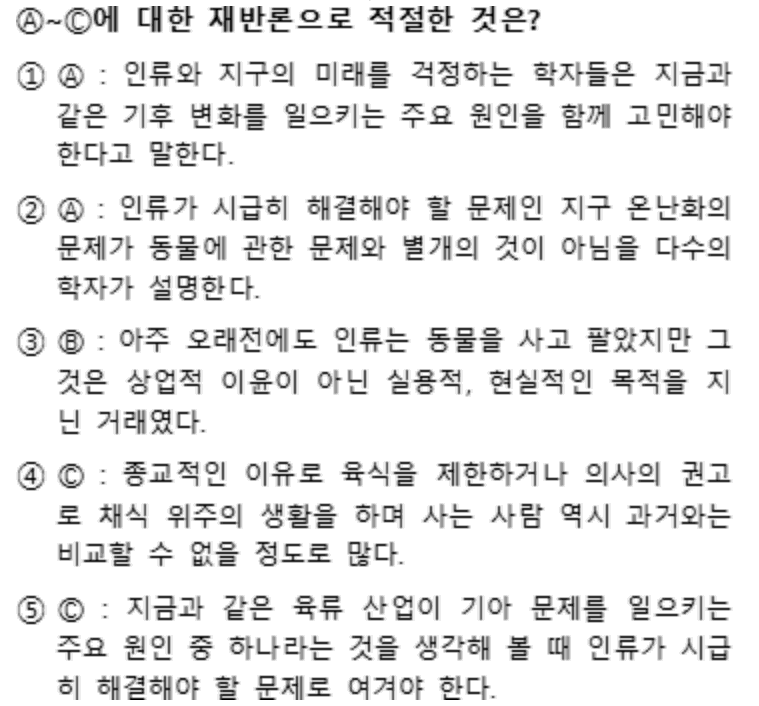 Ⓐ~Ⓒ에 대한 재반론으로 적절한 것은?
① Ⓐ : 인류와 지구의 미래를 걱정하는 학자들은 지금과
같은 기후 변화를 일으키는 주요 원인을 함께 고민해야
한다고 말한다.
② Ⓐ : 인류가 시급히 해결해야 할 문제인 지구 온난화의
문제가 동물에 관한 문제와 별개의 것이 아님을 다수의
학자가 설명한다.
③ Ⓑ : 아주 오래전에도 인류는 동물을 사고 팔았지만 그
것은 상업적 이윤이 아닌 실용적, 현실적인 목적을 지
닌 거래였다.
④ Ⓒ : 종교적인 이유로 육식을 제한하거나 의사의 권고
로 채식 위주의 생활을 하며 사는 사람 역시 과거와는
비교할 수 없을 정도로 많다.
⑤ Ⓒ : 지금과 같은 육류 산업이 기아 문제를 일으키는
주요 원인 중 하나라는 것을 생각해 볼 때 인류가 시급
히 해결해야 할 문제로 여겨야 한다.